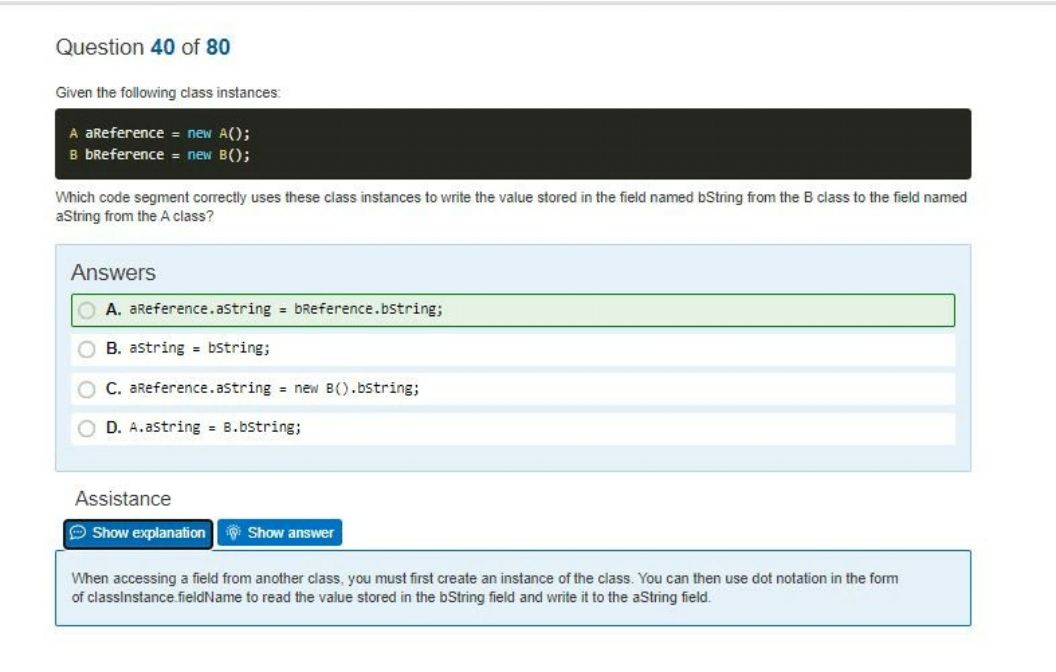 Question 40 of 80
Given the following class instances:
A aReference = new A();
B bReference = new B();
Which code segment correctly uses these class instances to write the value stored in the field named bString from the B class to the field named
aString from the A class?
Answers
A. aReference.aString = bReference.bString;
B. aString = bString;
C. aReference.aString = new B().bString;
D. A.aString = B.bString;
Assistance
Show explanation Show answer
When accessing a field from another class, you must first create an instance of the class. You can then use dot notation in the form
of classInstance.fieldName to read the value stored in the bString field and write it to the aString field.